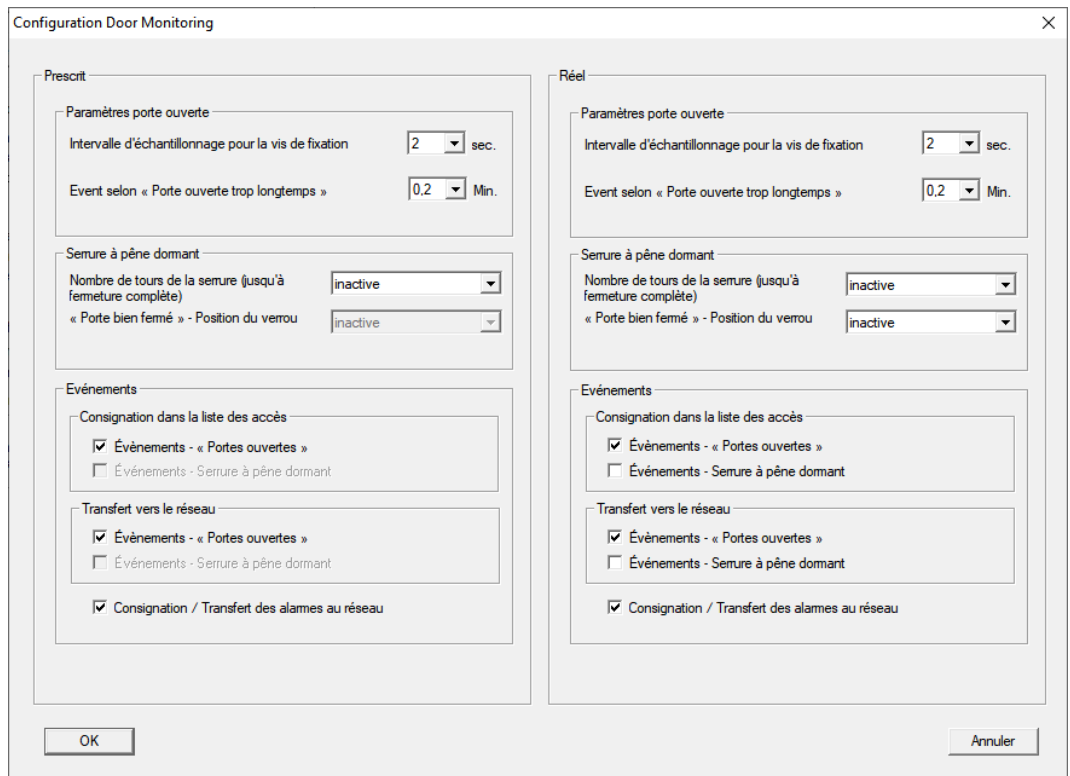 Configuration Door Monitoring
Prescrit
Paramètres porte ouverte
Intervalle d'échantillonnage pour la vis de fixation
2
sec.
Event selon « Porte ouverte trop longtemps »
0,2
Min.
Serrure à pêne dormant
Nombre de tours de la serrure (jusqu'à
fermeture complète)
inactive
« Porte bien fermé » - Position du verrou
inactive
Evénements
Consignation dans la liste des accès
Évènements - « Portes ouvertes »
Événements - Serrure à pêne dormant
Transfert vers le réseau
Évènements - « Portes ouvertes »
Événements - Serrure à pêne dormant
Consignation / Transfert des alarmes au réseau
Réel
Paramètres porte ouverte
Intervalle d'échantillonnage pour la vis de fixation
2
sec.
Event selon « Porte ouverte trop longtemps »
0,2
Min.
Serrure à pêne dormant
Nombre de tours de la serrure (jusqu'à
fermeture complète)
inactive
« Porte bien fermé » - Position du verrou
inactive
Evénements
Consignation dans la liste des accès
Évènements - « Portes ouvertes »
Événements - Serrure à pêne dormant
Transfert vers le réseau
Évènements - « Portes ouvertes »
Événements - Serrure à pêne dormant
Consignation / Transfert des alarmes au réseau
OK
Annuler